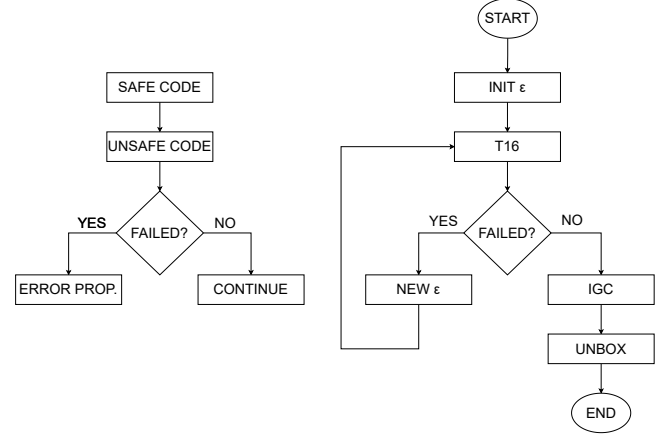 SAFE CODE
UNSAFE CODE
FAILED?
YES
NO
ERROR PROP.
CONTINUE
START
INIT ε
T16
FAILED?
YES
NO
NEW ε
IGC
UNBOX
END